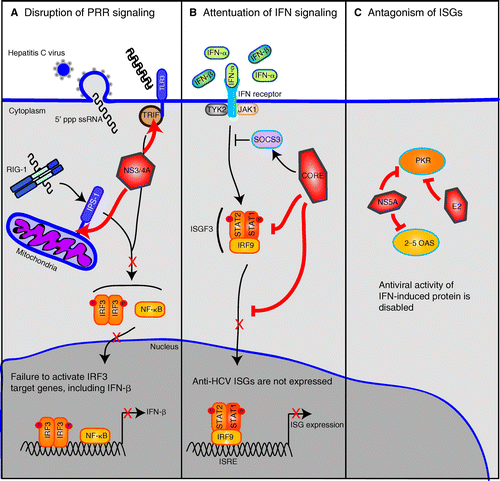 A Disruption of PRR signaling
Hepatitis C virus
TLR3
Cytoplasm
5' ppp ssRNA
TRIF
RIG-1
IPS-1
NS3/4A
Mitochondria
P
IRF3
IRF3
P
NF-κB
Nucleus
Failure to activate IRF3
target genes, including IFN-β
P
IRF3
IRF3
P
NF-κB
IFN-β
B Attentuation of IFN signaling
IFN-α
IFN-β
IFN-α
IFN-β
IFN-α
IFN receptor
TYK2
JAK1
SOCS3
CORE
ISGF3
P
STAT2
STAT1
P
IRF9
Anti-HCV ISGs are not expressed
P
STAT2
STAT1
P
IRF9
ISRE
ISG expression
C Antagonism of ISGs
PKR
NS5A
E2
2-5 OAS
Antiviral activity of
IFN-induced protein is
disabled